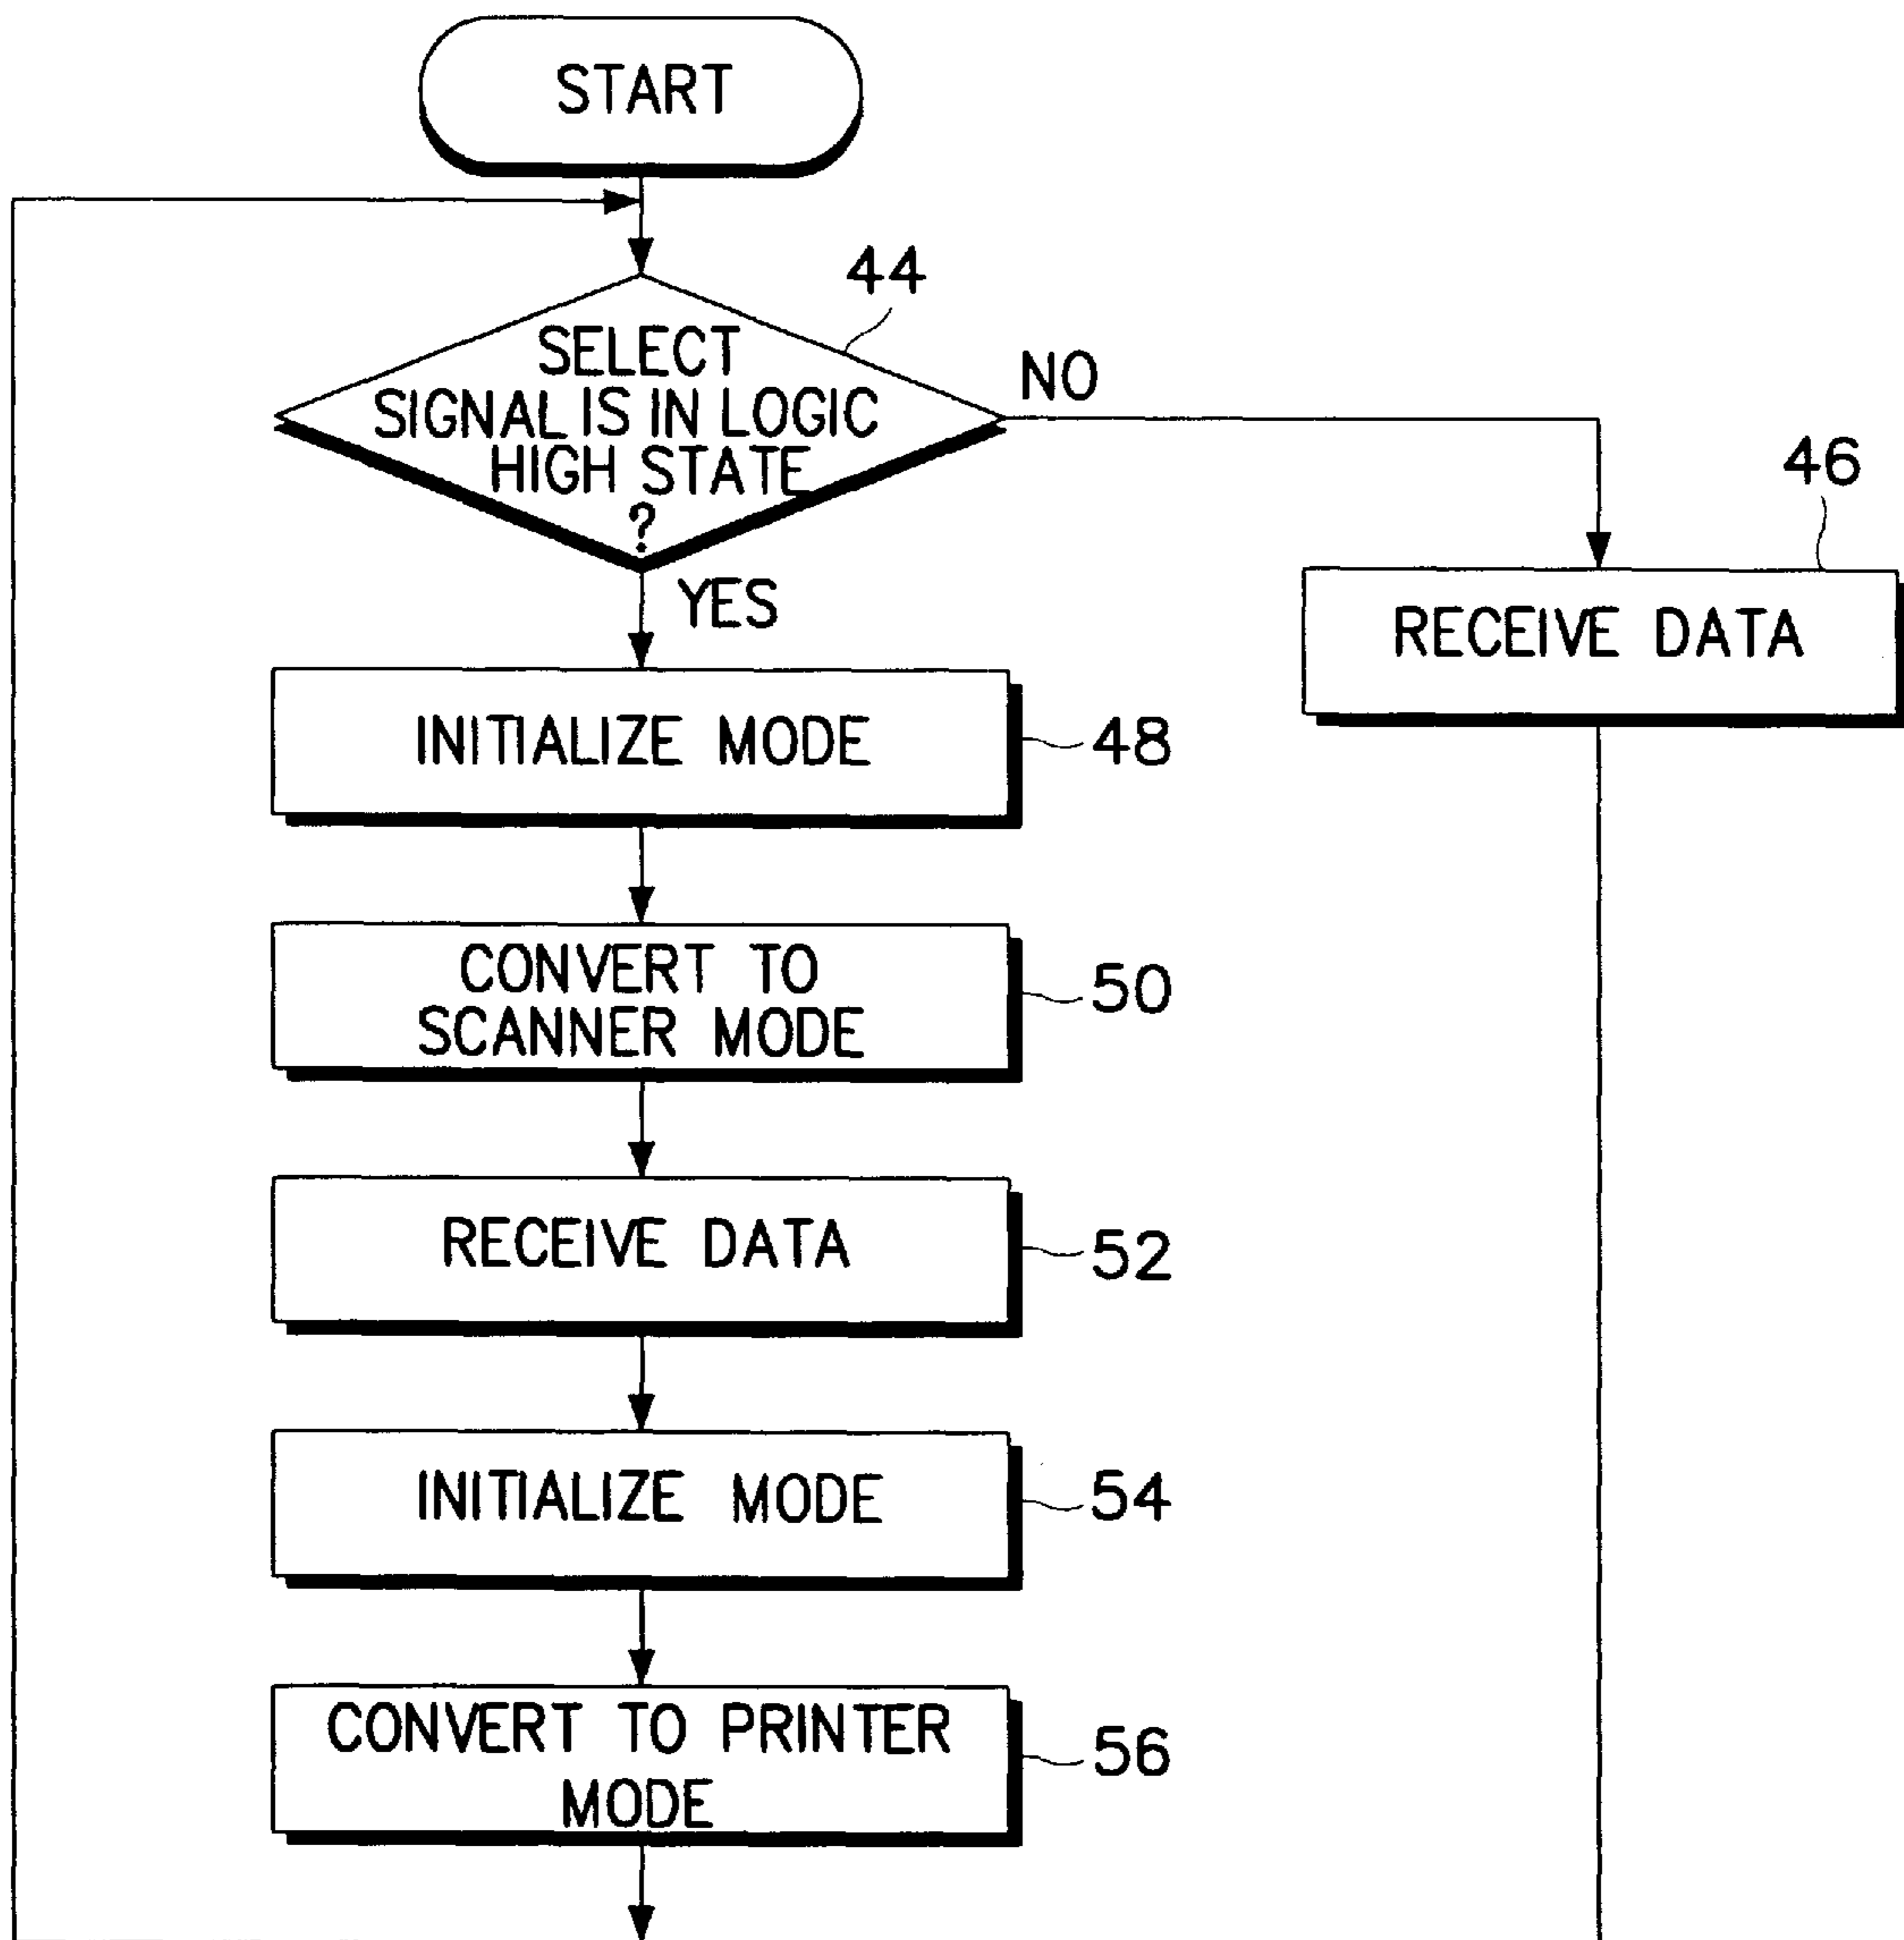 START
44
SELECT
SIGNAL IS IN LOGIC
HIGH STATE
?
NO
YES
46
RECEIVE DATA
INITIALIZE MODE
48
CONVERT TO
SCANNER MODE
50
RECEIVE DATA
52
INITIALIZE MODE
54
CONVERT TO PRINTER
MODE
56